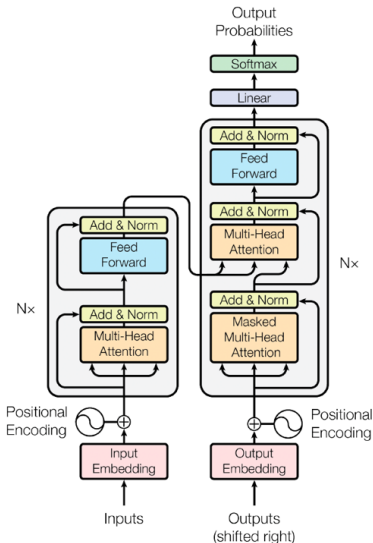 Output
Probabilities
Softmax
Linear
Add & Norm
Feed
Forward
Add & Norm
Multi-Head
Attention
Add & Norm
Masked
Multi-Head
Attention
N×
Add & Norm
Feed
Forward
Add & Norm
Multi-Head
Attention
N×
Positional
Encoding
Positional
Encoding
Input
Embedding
Output
Embedding
Inputs
Outputs
(shifted right)